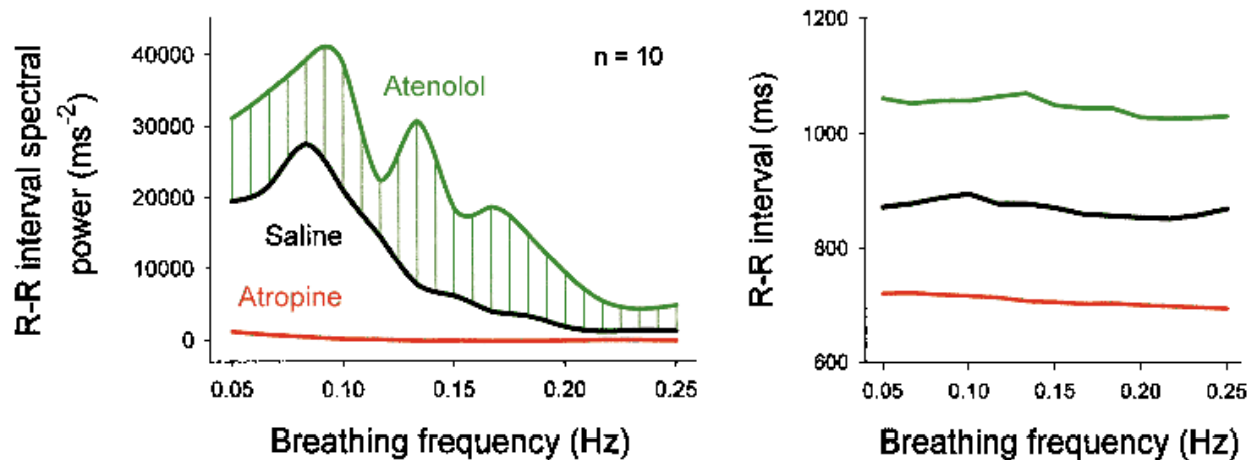 R-R interval spectral
power (ms⁻²)
40000
30000
20000
10000
0
n = 10
Atenolol
Saline
Atropine
0.05 0.10 0.15 0.20 0.25
Breathing frequency (Hz)
R-R interval (ms)
1200
1000
800
600
0.05 0.10 0.15 0.20 0.25
Breathing frequency (Hz)